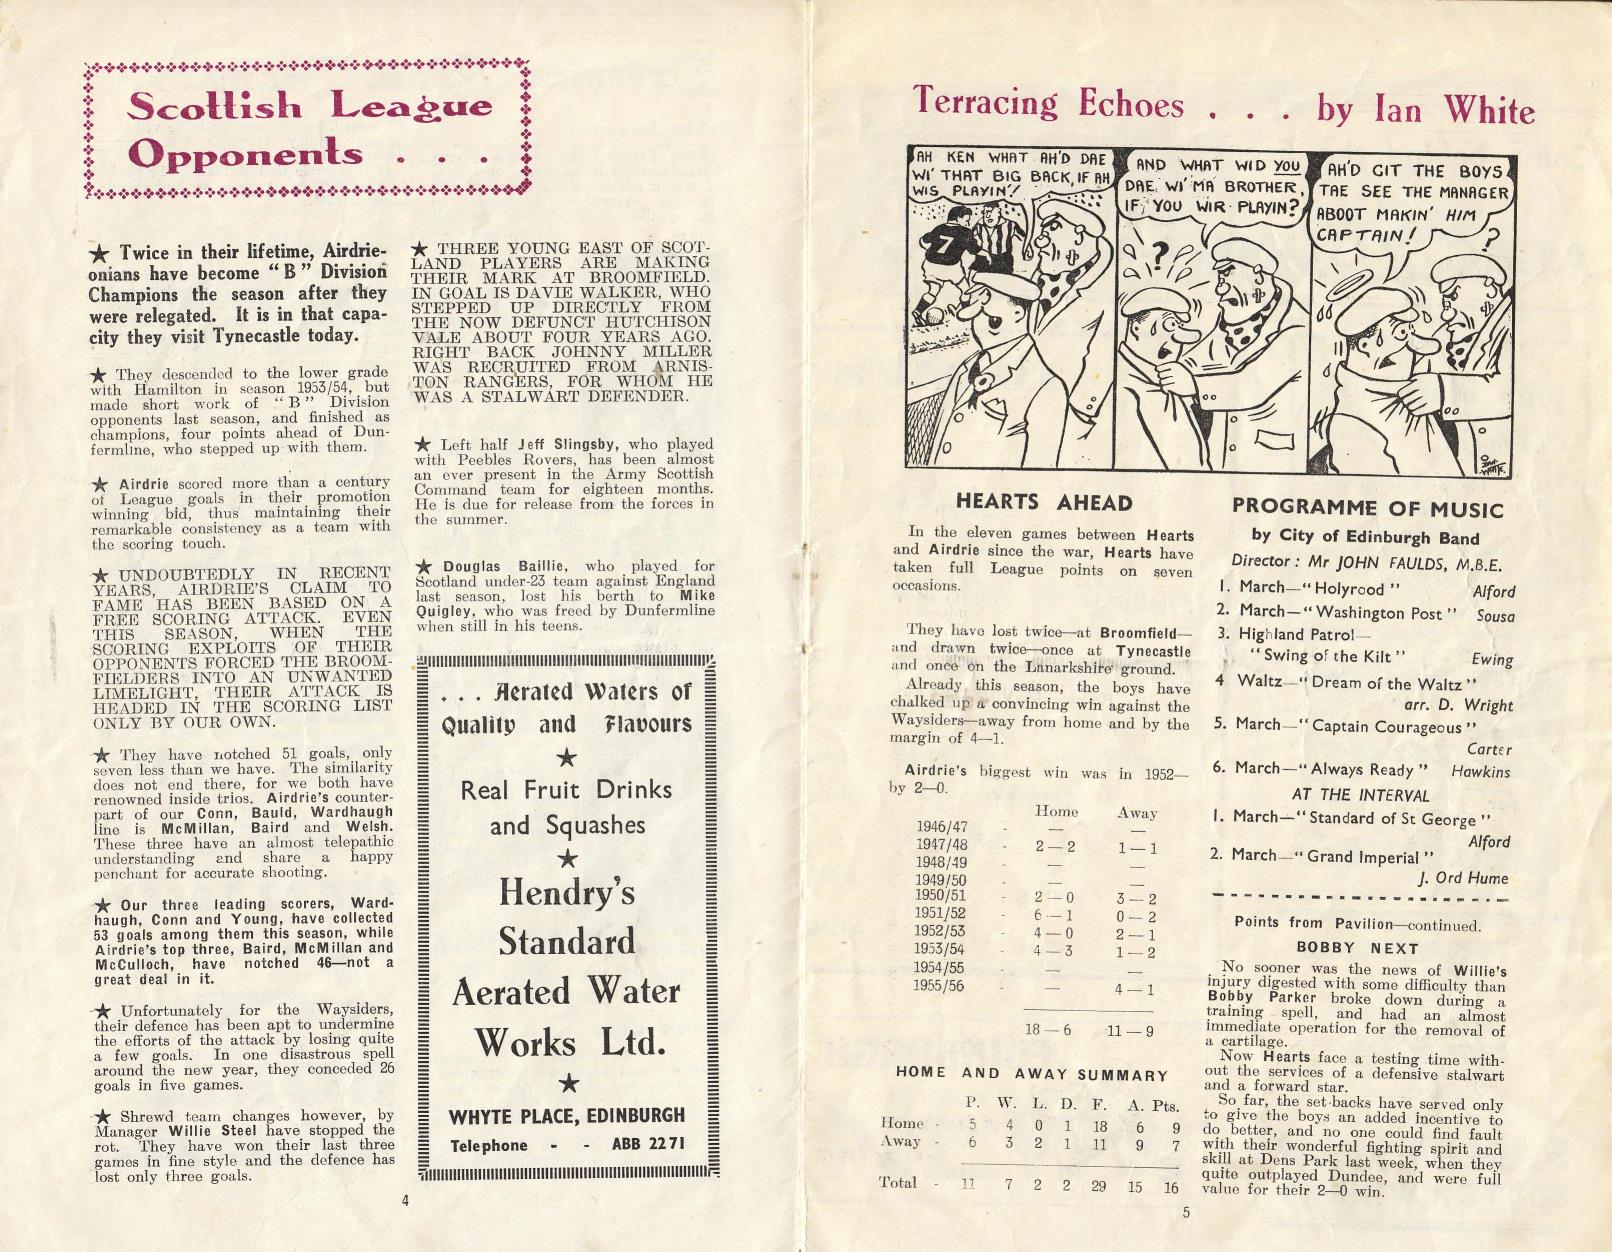 Scottish League
Opponents . . .
★ Twice in their lifetime, Airdrie-
onians have become "B" Division
Champions the season after they
were relegated. It is in that capa-
city they visit Tynecastle today.
★ They descended to the lower grade
with Hamilton in season 1953/54, but
made short work of "B" Division
opponents last season, and finished as
champions, four points ahead of Dun-
fermline, who stepped up with them.
★ Airdrie scored more than a century
of League goals in their promotion
winning bid, thus maintaining their
remarkable consistency as a team with
the scoring touch.
★ UNDOUBTEDLY IN RECENT
YEARS, AIRDRIE'S CLAIM TO
FAME HAS BEEN BASED ON A
FREE SCORING ATTACK. EVEN
THIS SEASON, WHEN THE
SCORING EXPLOITS OF THEIR
OPPONENTS FORCED THE BROOM-
FIELDERS INTO AN UNWANTED
LIMELIGHT, THEIR ATTACK IS
HEADED IN THE SCORING LIST
ONLY BY OUR OWN.
★ They have notched 51 goals, only
seven less than we have. The similarity
does not end there, for we both have
renowned inside trios. Airdrie's counter-
part of our Conn, Bauld, Wardhaugh
line is McMillan, Baird and Welsh.
These three have an almost telepathic
understanding and share a happy
penchant for accurate shooting.
★ Our three leading scorers, Ward-
haugh, Conn and Young, have collected
53 goals among them this season, while
Airdrie's top three, Baird, McMillan and
McCulloch, have notched 46—not a
great deal in it.
★ Unfortunately for the Waysiders,
their defence has been apt to undermine
the efforts of the attack by losing quite
a few goals. In one disastrous spell
around the new year, they conceded 26
goals in five games.
★ Shrewd team changes however, by
Manager Willie Steel have stopped the
rot. They have won their last three
games in fine style and the defence has
lost only three goals.
★ THREE YOUNG EAST OF SCOT-
LAND PLAYERS ARE MAKING
THEIR MARK AT BROOMFIELD.
IN GOAL IS DAVIE WALKER, WHO
STEPPED UP DIRECTLY FROM
THE NOW DEFUNCT HUTCHISON
VALE ABOUT FOUR YEARS AGO.
RIGHT BACK JOHNNY MILLER
WAS RECRUITED FROM ARNIS-
TON RANGERS, FOR WHOM HE
WAS A STALWART DEFENDER.
★ Left half Jeff Slingsby, who played
with Peebles Rovers, has been almost
an ever present in the Army Scottish
Command team for eighteen months.
He is due for release from the forces in
the summer.
★ Douglas Baillie, who played for
Scotland under-23 team against England
last season, lost his berth to Mike
Quigley, who was freed by Dunfermline
when still in his teens.
. . . Aerated Waters of
Quality and Flavours
★
Real Fruit Drinks
and Squashes
★
Hendry's
Standard
Aerated Water
Works Ltd.
★
WHYTE PLACE, EDINBURGH
Telephone - - ABB 2271
4
Terracing Echoes . . . by Ian White
AH KEN WHAT AH'D DAE
WI' THAT BIG BACK, IF AH
WIS PLAYIN'!
7
AND WHAT WID YOU
DAE WI' MA BROTHER,
IF YOU WIR PLAYIN?
?
AH'D GIT THE BOYS
TAE SEE THE MANAGER
ABOOT MAKIN' HIM
CAPTAIN!
?
IAN
WHITE
HEARTS AHEAD
In the eleven games between Hearts
and Airdrie since the war, Hearts have
taken full League points on seven
occasions.
They have lost twice—at Broomfield—
and drawn twice—once at Tynecastle
and once on the Lanarkshire ground.
Already this season, the boys have
chalked up a convincing win against the
Waysiders—away from home and by the
margin of 4—1.
Airdrie's biggest win was in 1952—
by 2—0.
Home Away
1946/47 - — —
1947/48 - 2—2 1—1
1948/49 - — —
1949/50 - — —
1950/51 - 2—0 3—2
1951/52 - 6—1 0—2
1952/53 - 4—0 2—1
1953/54 - 4—3 1—2
1954/55 - — —
1955/56 - — 4—1
18—6 11—9
HOME AND AWAY SUMMARY
P. W. L. D. F. A. Pts.
Home - 5 4 0 1 18 6 9
Away - 6 3 2 1 11 9 7
Total - 11 7 2 2 29 15 16
PROGRAMME OF MUSIC
by City of Edinburgh Band
Director: Mr JOHN FAULDS, M.B.E.
1. March—"Holyrood" Alford
2. March—"Washington Post" Sousa
3. Highland Patrol—
"Swing of the Kilt" Ewing
4 Waltz—"Dream of the Waltz"
arr. D. Wright
5. March—"Captain Courageous"
Carter
6. March—"Always Ready" Hawkins
AT THE INTERVAL
1. March—"Standard of St George"
Alford
2. March—"Grand Imperial"
J. Ord Hume
Points from Pavilion—continued.
BOBBY NEXT
No sooner was the news of Willie's
injury digested with some difficulty than
Bobby Parker broke down during a
training spell, and had an almost
immediate operation for the removal of
a cartilage.
Now Hearts face a testing time with-
out the services of a defensive stalwart
and a forward star.
So far, the set-backs have served only
to give the boys an added incentive to
do better, and no one could find fault
with their wonderful fighting spirit and
skill at Dens Park last week, when they
quite outplayed Dundee, and were full
value for their 2—0 win.
5